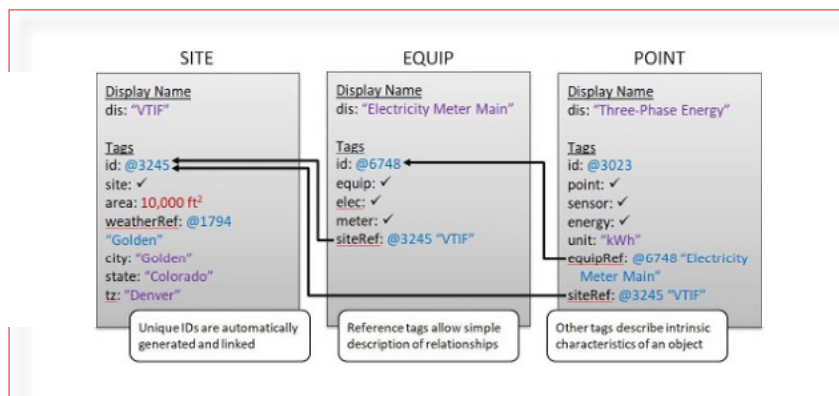 SITE
Display Name
dis: “VTIF”
Tags
id: @3245
site: ✓
area: 10,000 ft²
weatherRef: @1794
“Golden”
city: “Golden”
state: “Colorado”
tz: “Denver”
Unique IDs are automatically
generated and linked
EQUIP
Display Name
dis: “Electricity Meter Main”
Tags
id: @6748
equip: ✓
elec: ✓
meter: ✓
siteRef: @3245 “VTIF”
Reference tags allow simple
description of relationships
POINT
Display Name
dis: “Three-Phase Energy”
Tags
id: @3023
point: ✓
sensor: ✓
energy: ✓
unit: “kWh”
equipRef: @6748 “Electricity
Meter Main”
siteRef: @3245 “VTIF”
Other tags describe intrinsic
characteristics of an object